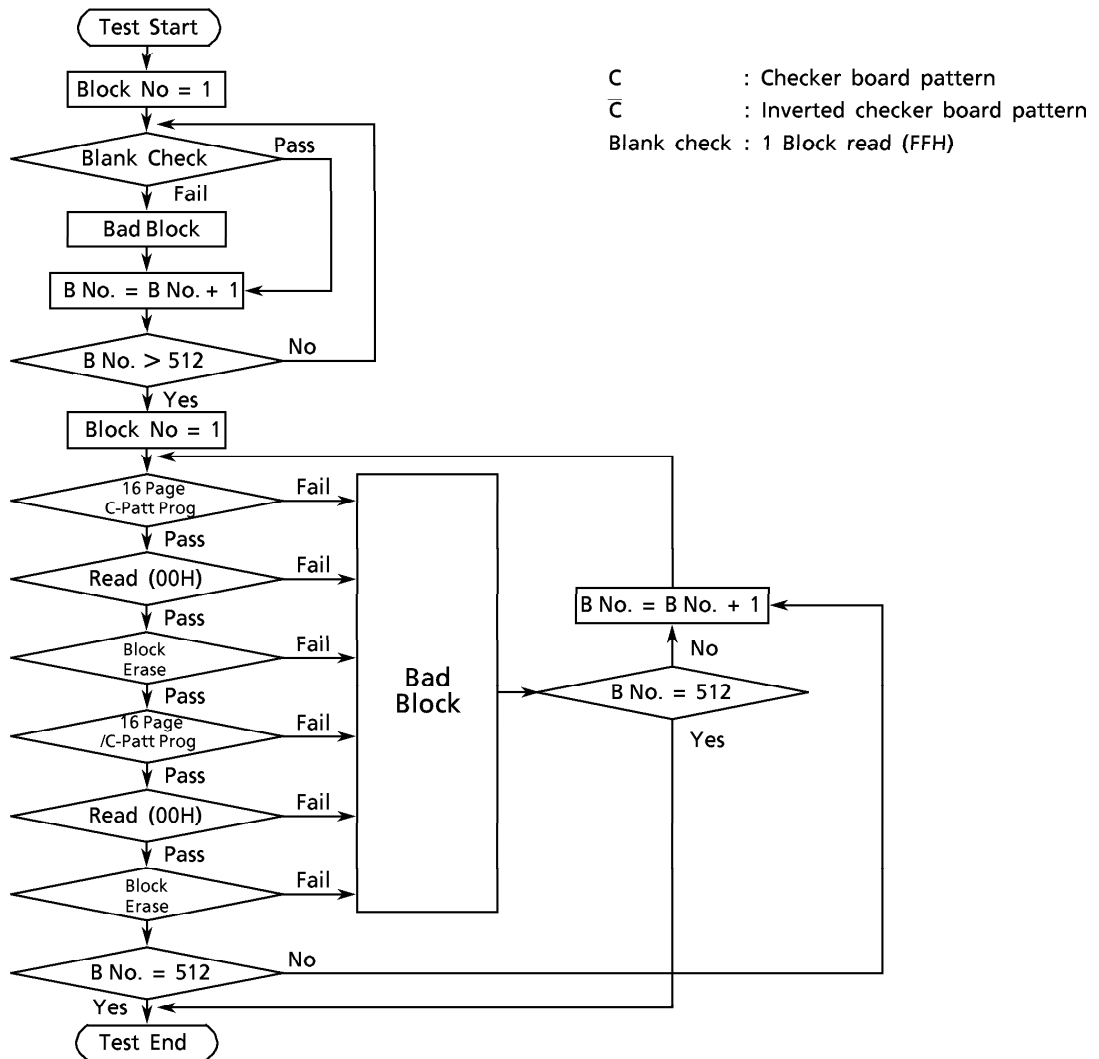 Test Start
Block No = 1
C : Checker board pattern
C̅ : Inverted checker board pattern
Blank check : 1 Block read (FFH)
Blank Check
Pass
Fail
Bad Block
B No. = B No. + 1
B No. > 512
No
Yes
Block No = 1
16 Page
C-Patt Prog
Fail
Pass
Read (00H)
Fail
Pass
Block
Erase
Fail
Pass
16 Page
/C-Patt Prog
Fail
Pass
Read (00H)
Fail
Pass
Block
Erase
Fail
Bad
Block
B No. = B No. + 1
No
B No. = 512
Yes
B No. = 512
No
Yes
Test End